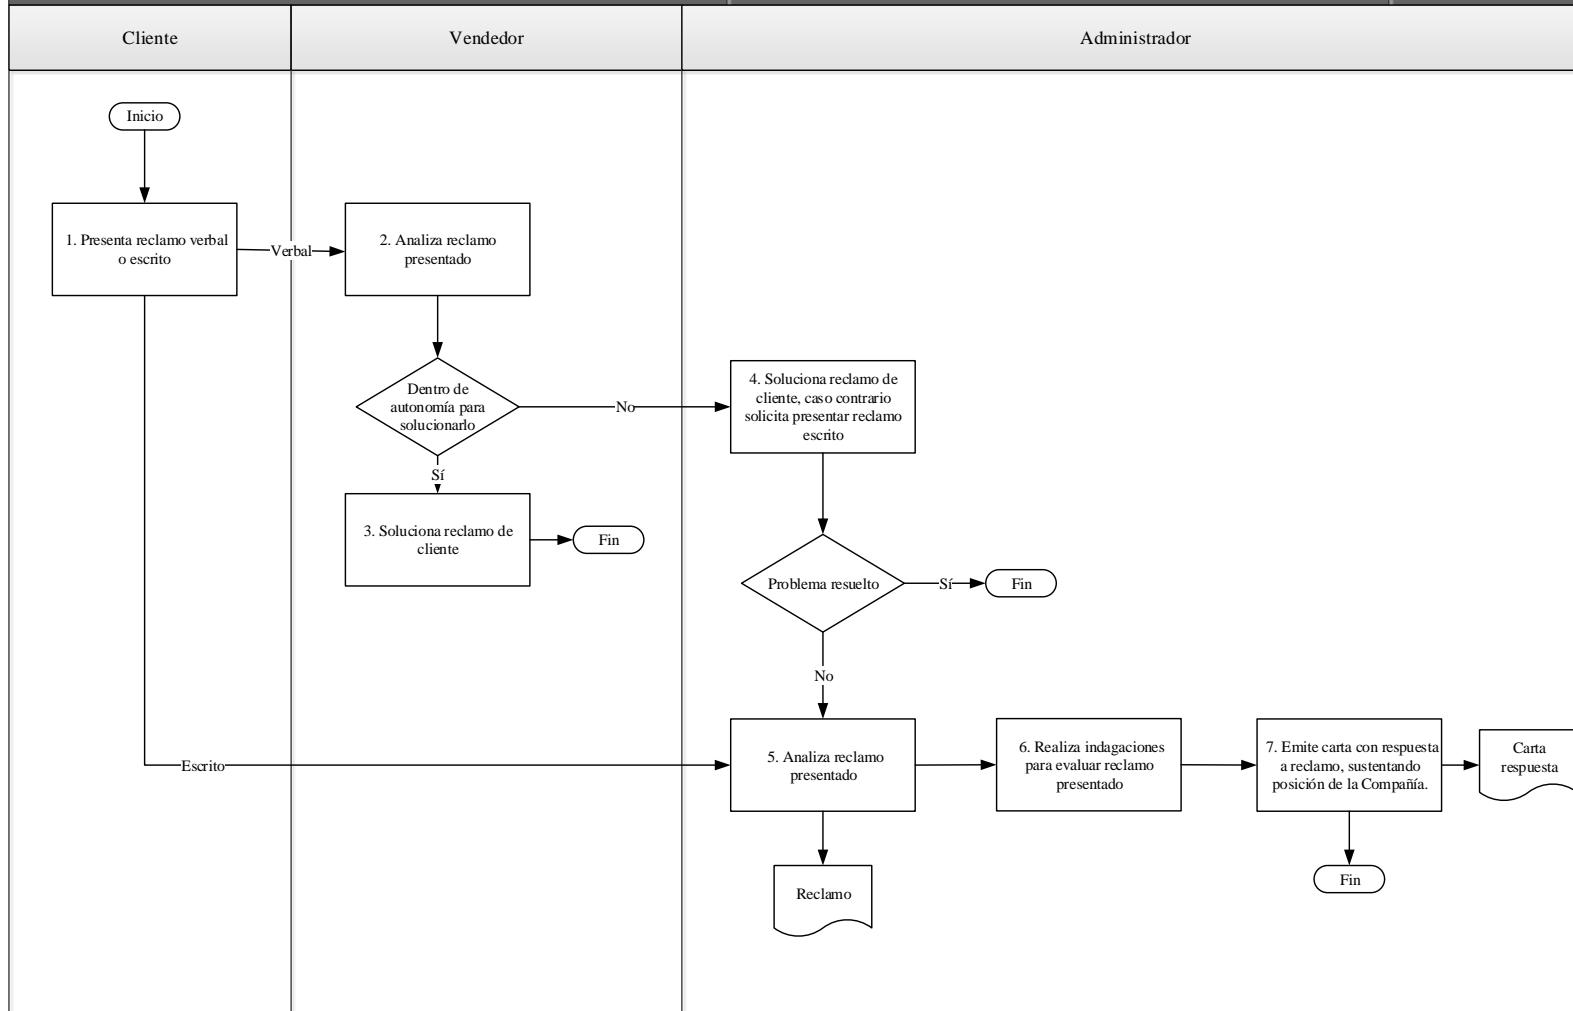 Cliente
Vendedor
Administrador
Inicio
1. Presenta reclamo verbal
o escrito
Verbal
2. Analiza reclamo
presentado
Dentro de
autonomía para
solucionarlo
No
4. Soluciona reclamo de
cliente, caso contrario
solicita presentar reclamo
escrito
Sí
3. Soluciona reclamo de
cliente
Fin
Problema resuelto
Sí
Fin
No
Escrito
5. Analiza reclamo
presentado
6. Realiza indagaciones
para evaluar reclamo
presentado
7. Emite carta con respuesta
a reclamo, sustentando
posición de la Compañía.
Carta
respuesta
Reclamo
Fin